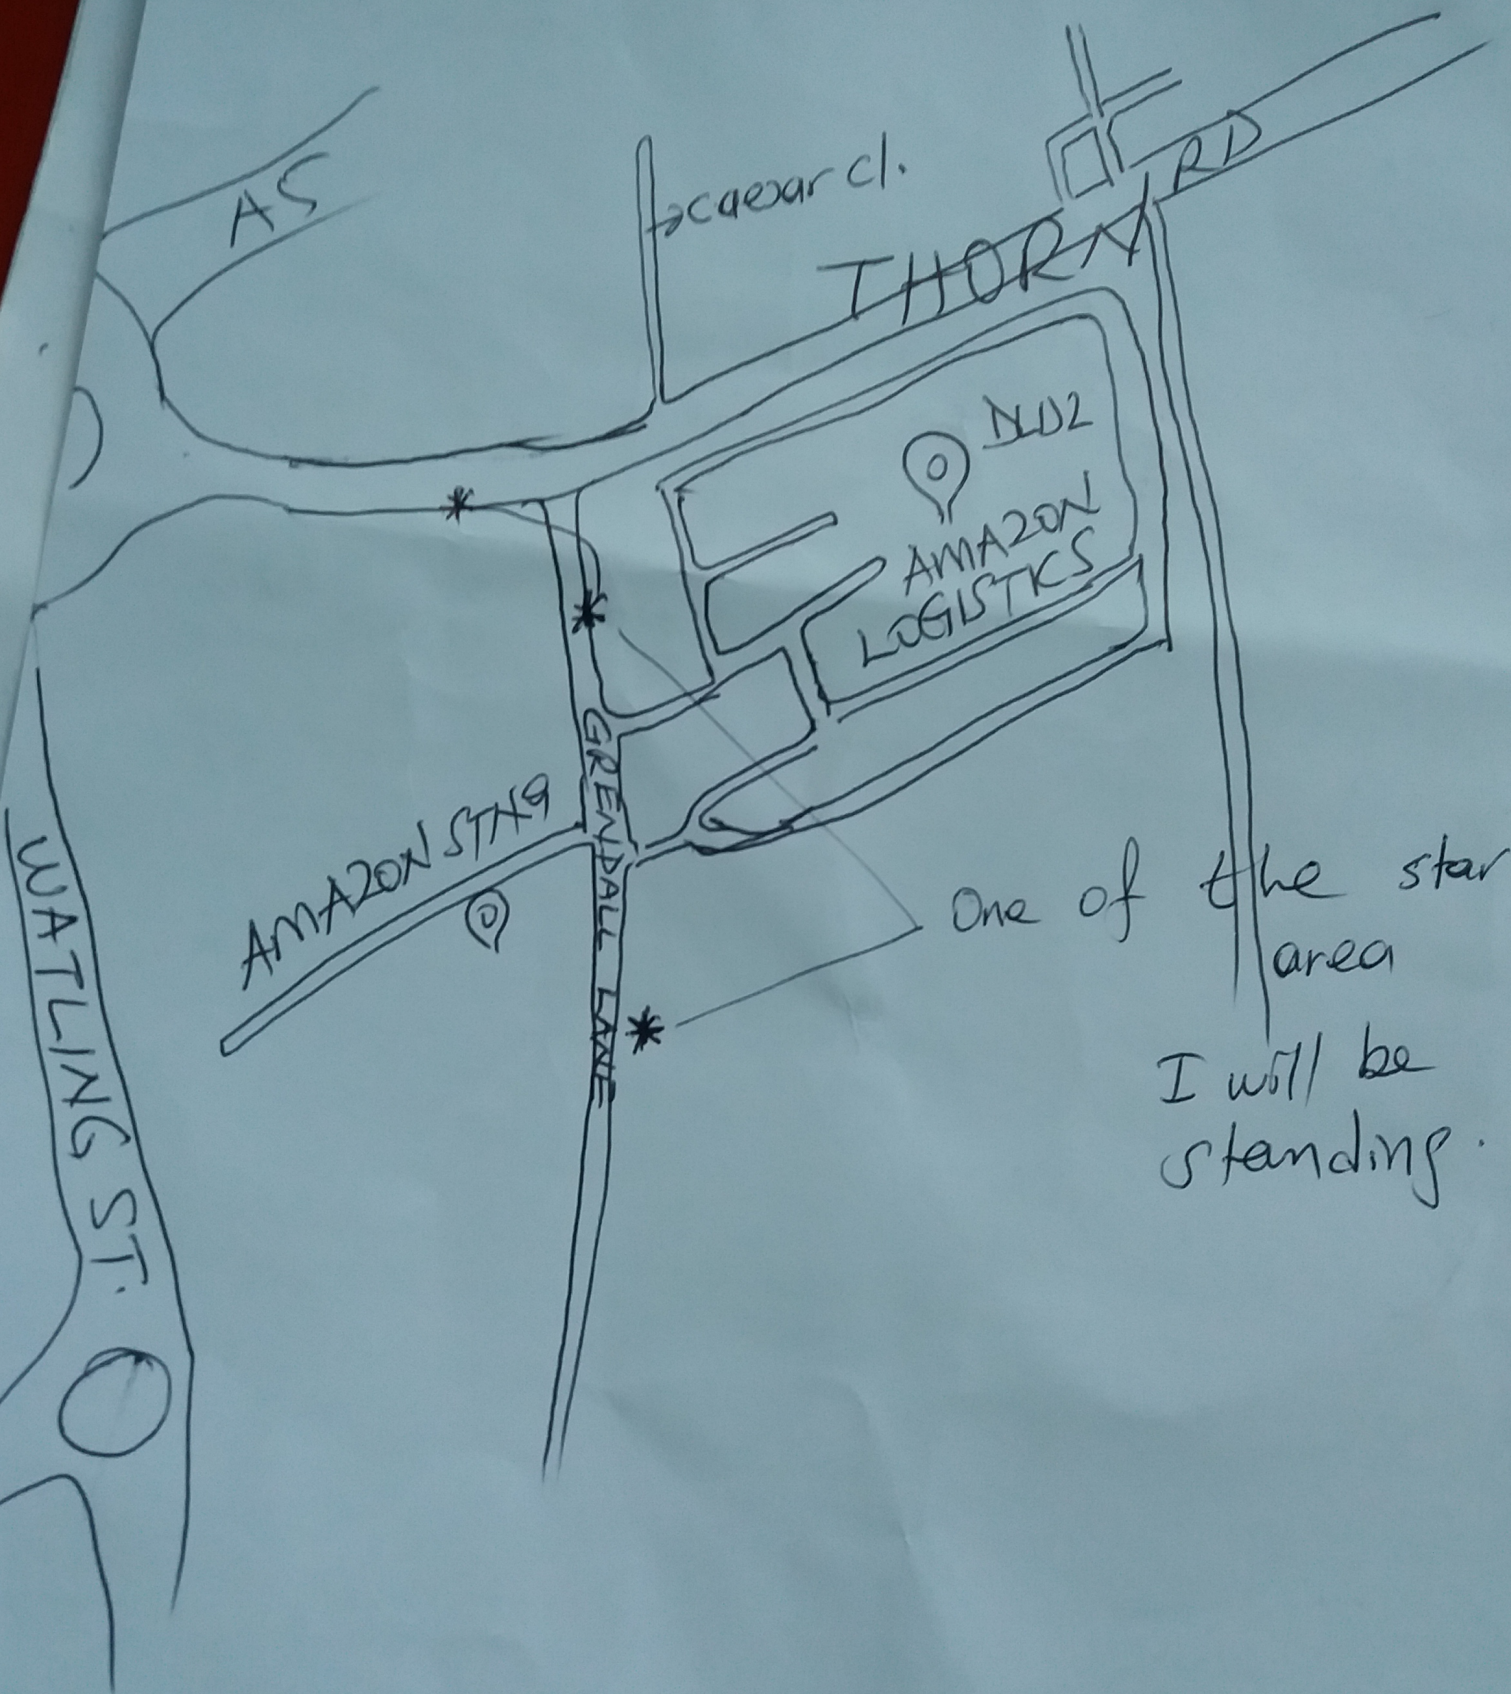 A5
caesar cl.
THORN RD
DLU2
AMAZON
LOGISTICS
GRENDALL LANE
AMAZON STN9
WATLING ST.
One of the star
area
I will be
standing.